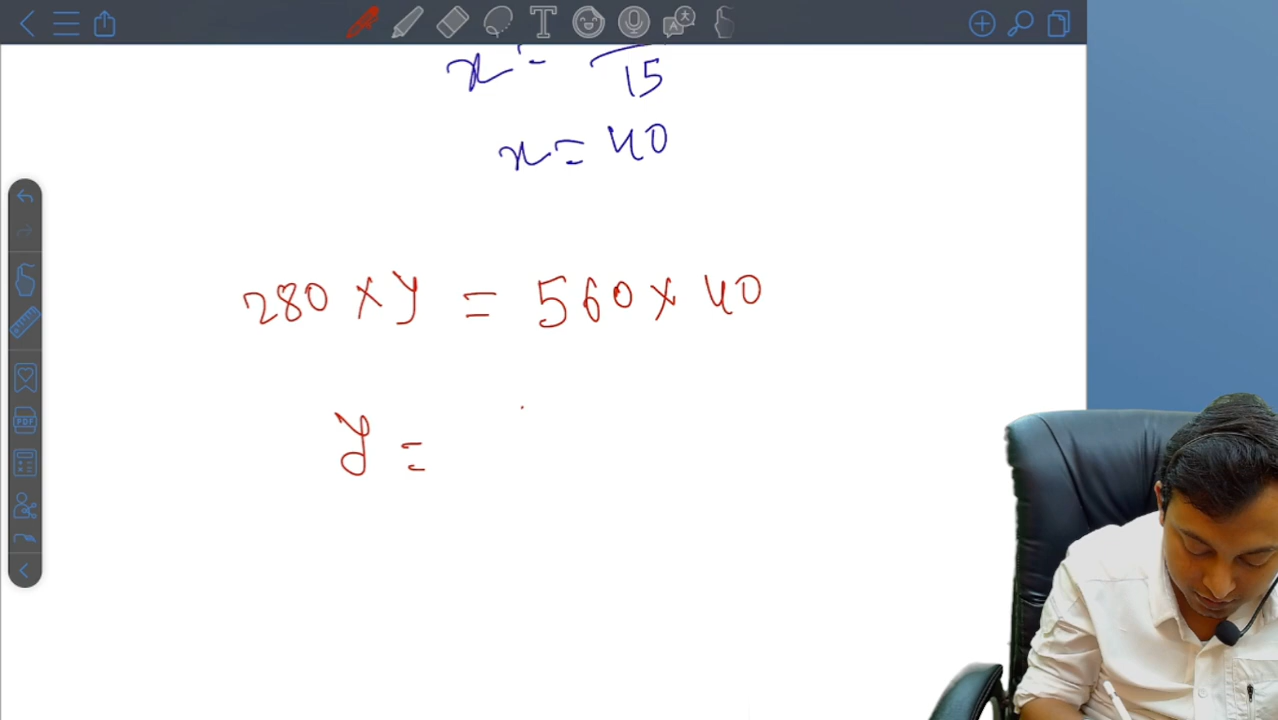 x =
15
x = 40
280 × y = 560 × 40
y =